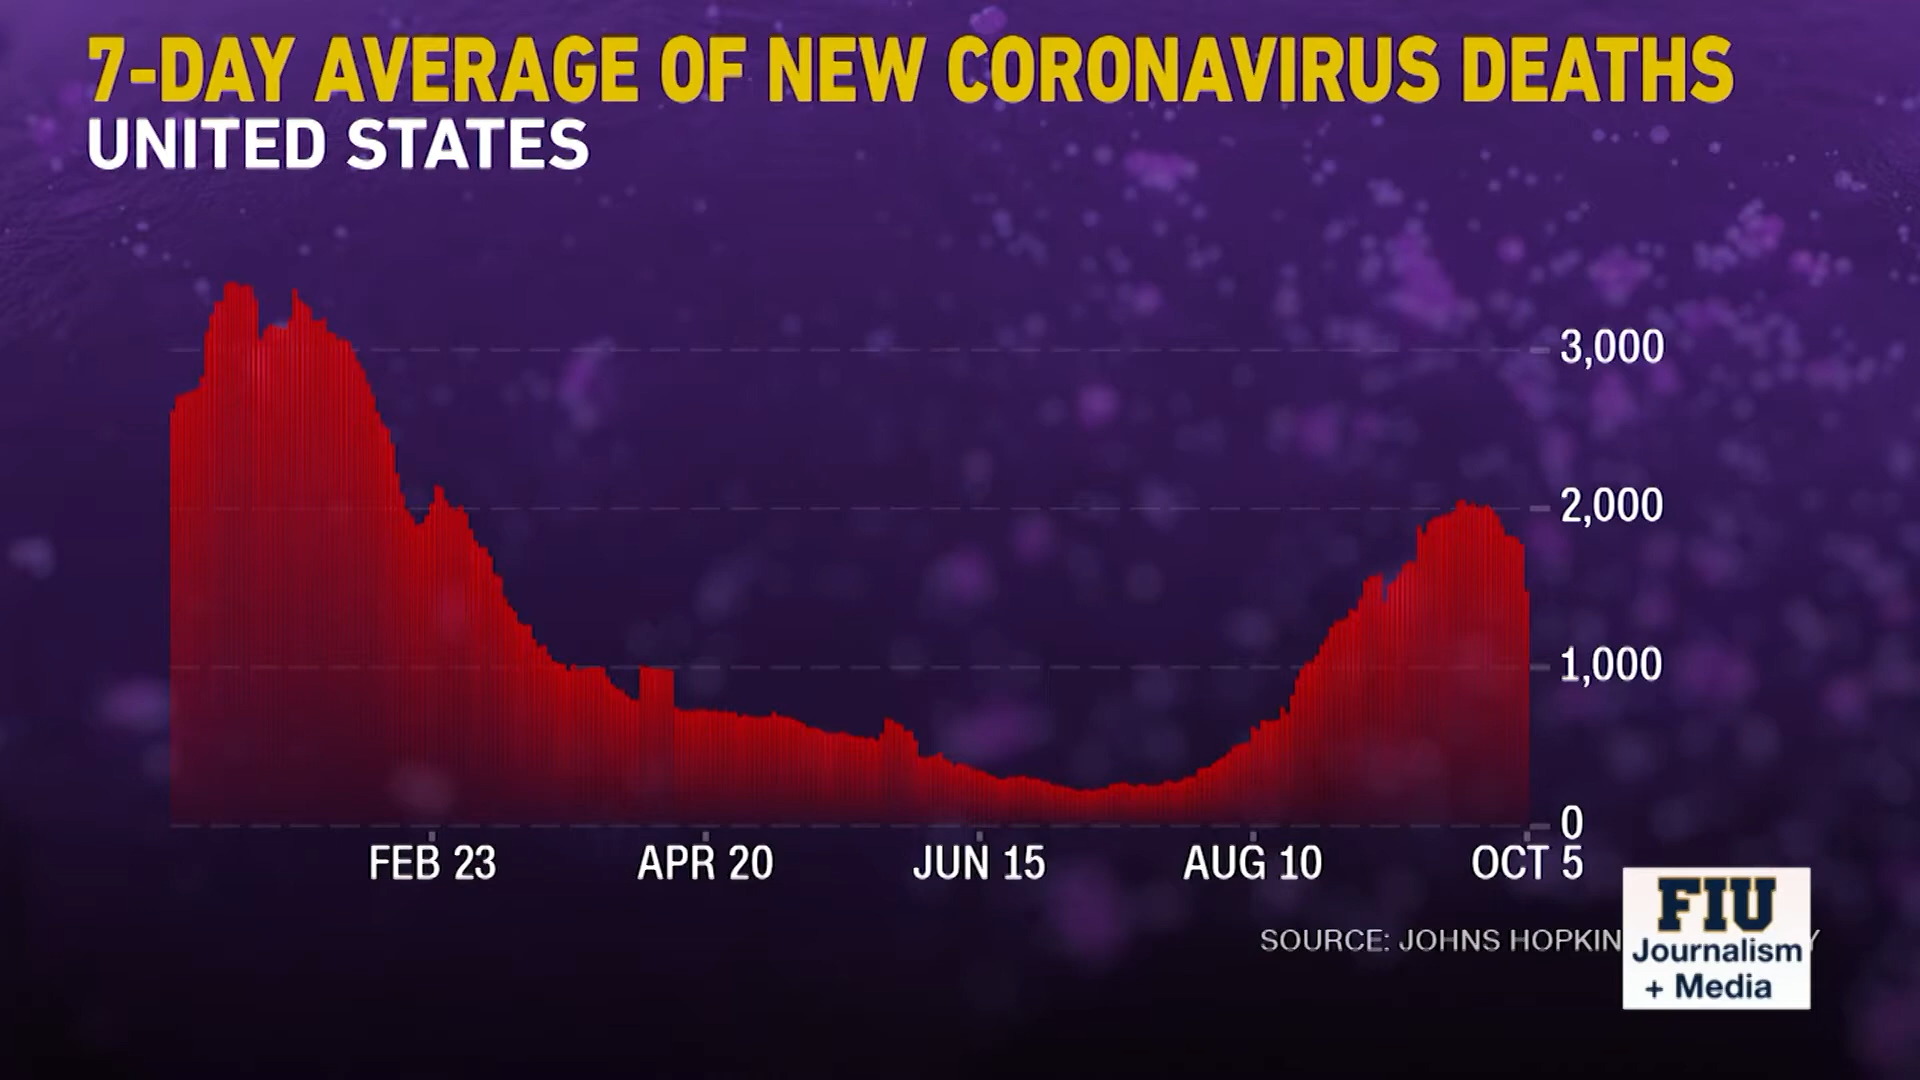 7-DAY AVERAGE OF NEW CORONAVIRUS DEATHS
UNITED STATES
3,000
2,000
1,000
0
FEB 23
APR 20
JUN 15
AUG 10
OCT 5
SOURCE: JOHNS
FIU
Journalism
+ Media